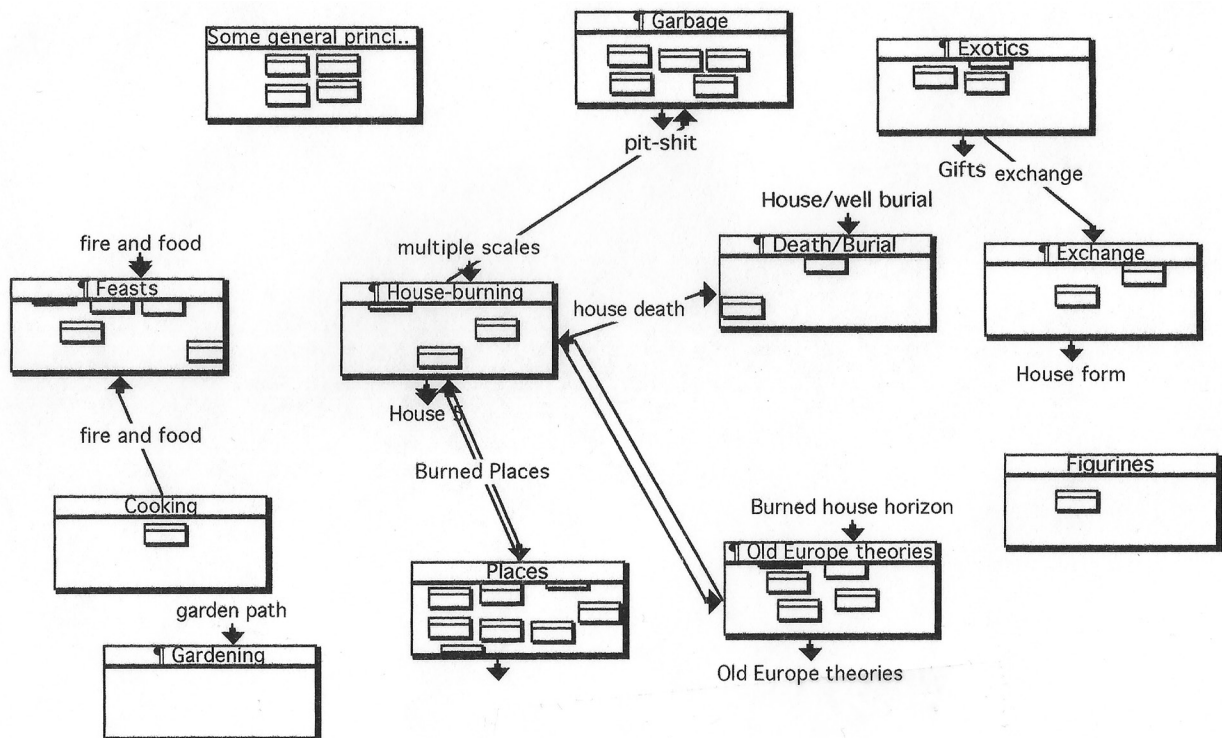 Some general princi..
¶ Garbage
¶ Exotics
pit-shit
Gifts
exchange
House/well burial
fire and food
multiple scales
¶ Death/Burial
¶ Exchange
¶ Feasts
¶ House-burning
house death
House form
House 5
fire and food
Burned Places
Figurines
Cooking
Burned house horizon
¶ Old Europe theories
Places
garden path
¶ Gardening
Old Europe theories